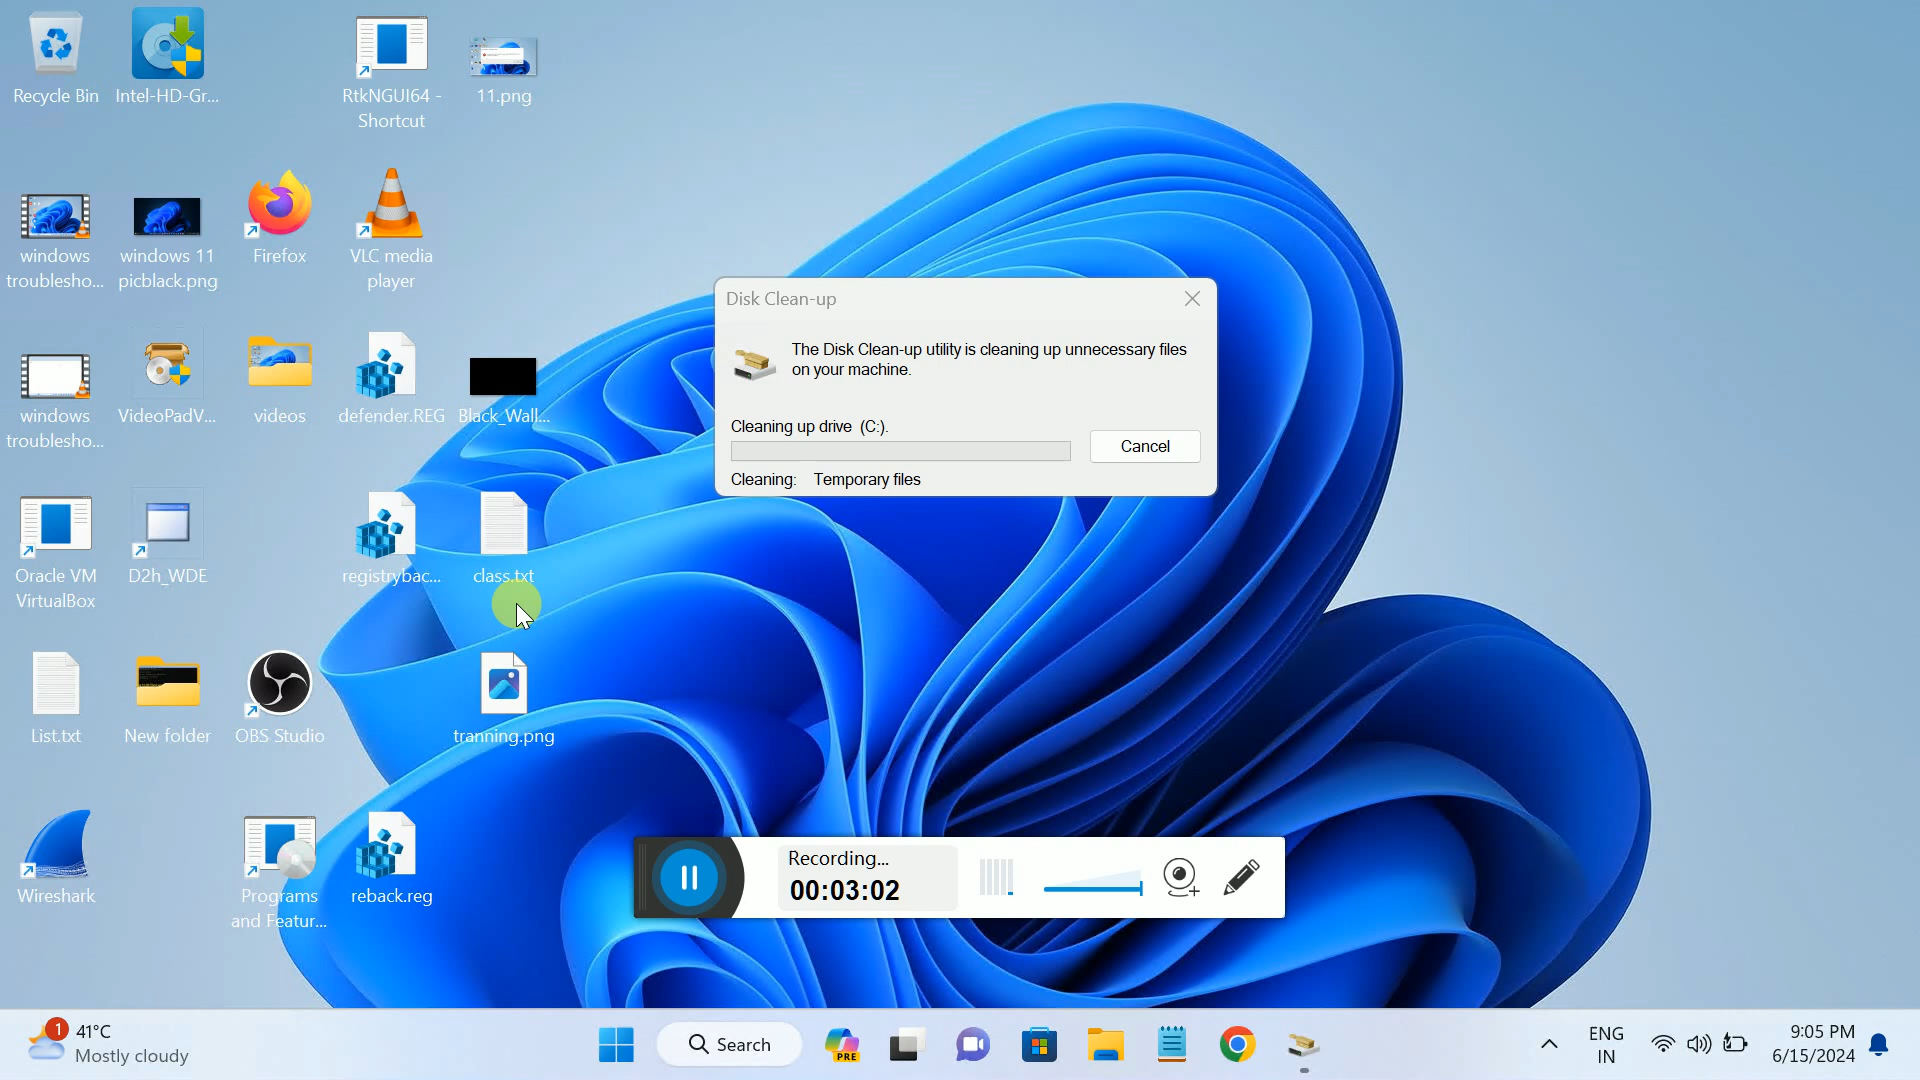 Recycle Bin
Intel-HD-Gr...
RtkNGUI64 -
Shortcut
11.png
windows
troublesho...
windows 11
picblack.png
Firefox
VLC media
player
windows
troublesho...
VideoPadV...
videos
defender.REG
Black_Wall...
Oracle VM
VirtualBox
D2h_WDE
registrybac...
class.txt
List.txt
New folder
OBS Studio
tranning.png
Wireshark
Programs
and Featur...
reback.reg
Disk Clean-up
The Disk Clean-up utility is cleaning up unnecessary files
on your machine.
Cleaning up drive (C:).
Cancel
Cleaning: Temporary files
Recording...
00:03:02
1
41°C
Mostly cloudy
Search
PRE
ENG
IN
9:05 PM
6/15/2024